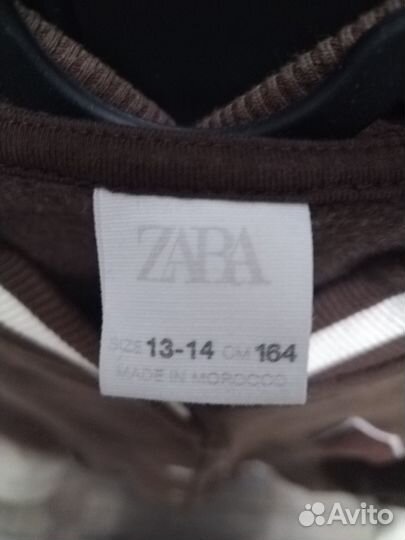 ZARA
SIZE 13-14 CM 164
MADE IN MOROCCO
Avito